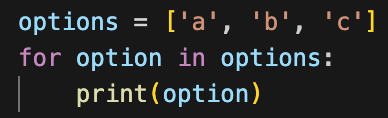 options = ['a', 'b', 'c']
for option in options:
    print(option)